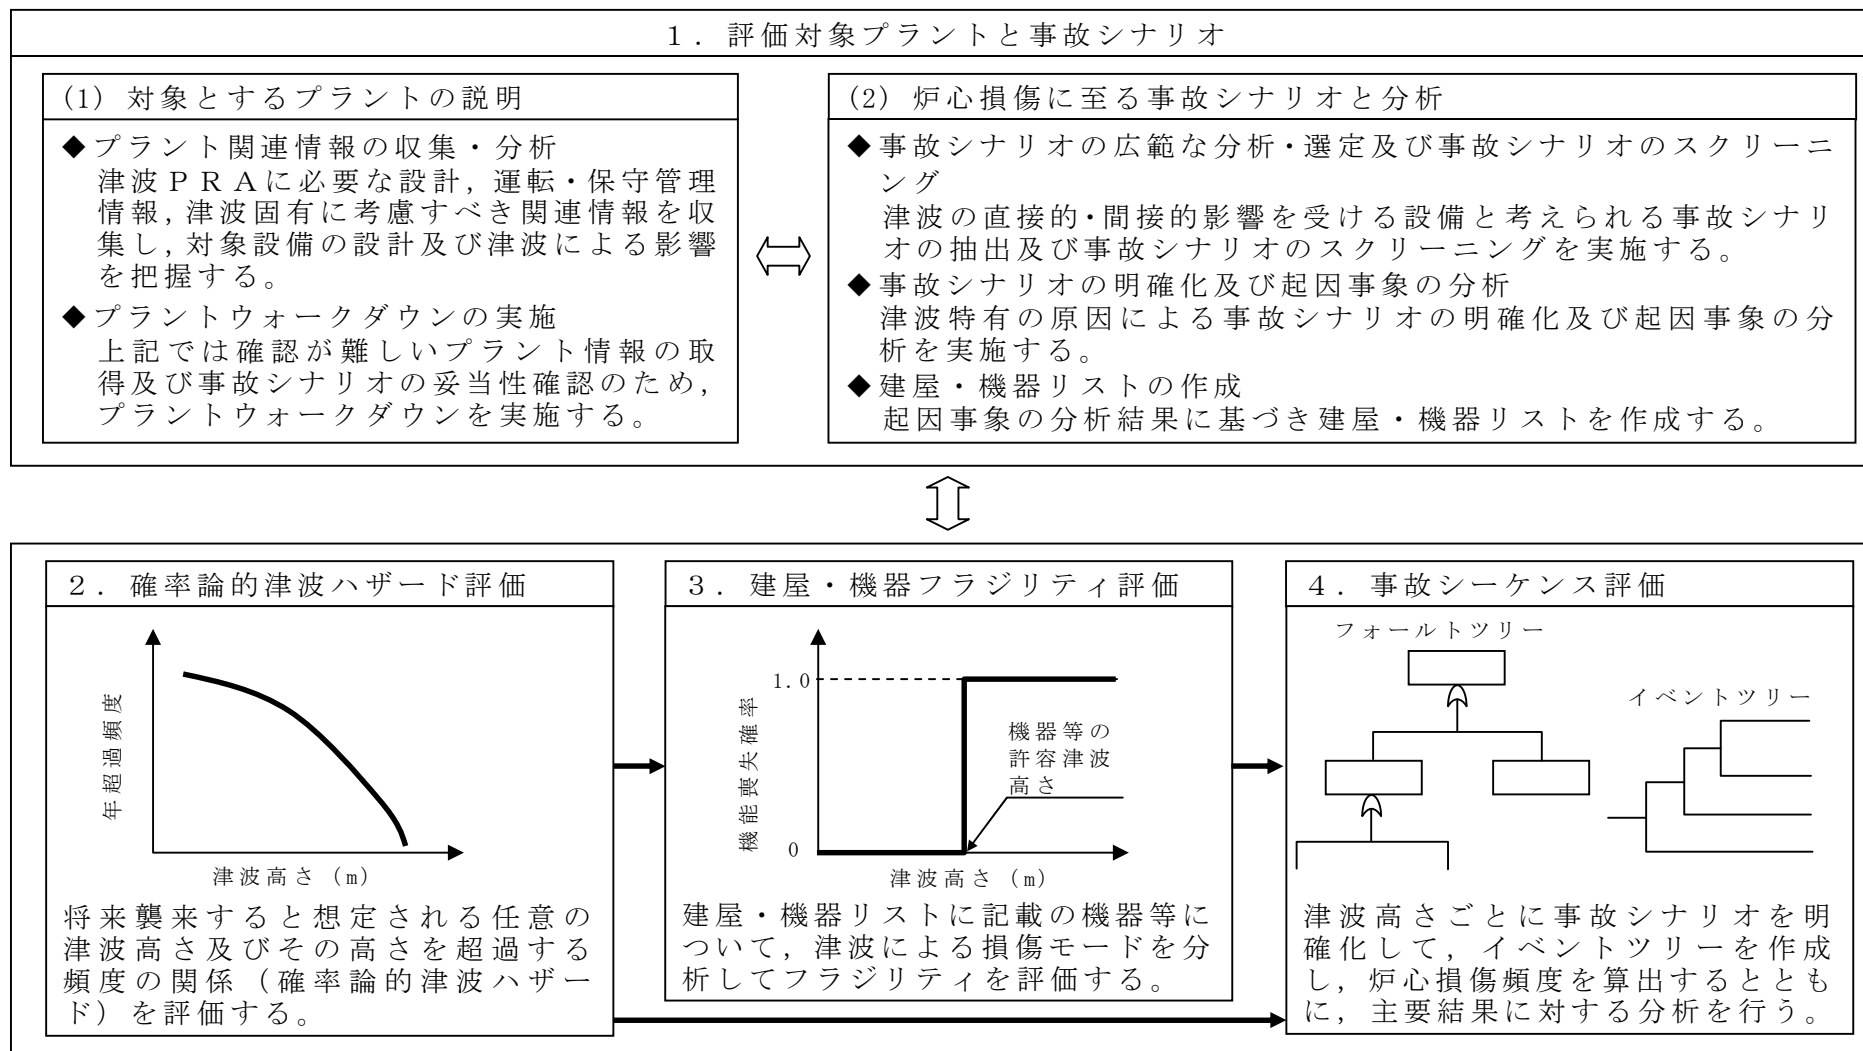 １．評価対象プラントと事故シナリオ
(1) 対象とするプラントの説明
◆プラント関連情報の収集・分析
津波ＰＲＡに必要な設計，運転・保守管理
情報，津波固有に考慮すべき関連情報を収
集し，対象設備の設計及び津波による影響
を把握する。
◆プラントウォークダウンの実施
上記では確認が難しいプラント情報の取
得及び事故シナリオの妥当性確認のため，
プラントウォークダウンを実施する。
(2) 炉心損傷に至る事故シナリオと分析
◆事故シナリオの広範な分析・選定及び事故シナリオのスクリーニ
ング
津波の直接的・間接的影響を受ける設備と考えられる事故シナリ
オの抽出及び事故シナリオのスクリーニングを実施する。
◆事故シナリオの明確化及び起因事象の分析
津波特有の原因による事故シナリオの明確化及び起因事象の分
析を実施する。
◆建屋・機器リストの作成
起因事象の分析結果に基づき建屋・機器リストを作成する。
２．確率論的津波ハザード評価
年超過頻度
津波高さ（m）
将来襲来すると想定される任意の
津波高さ及びその高さを超過する
頻度の関係（確率論的津波ハザー
ド）を評価する。
３．建屋・機器フラジリティ評価
機能喪失確率
1.0
0
機器等の
許容津波
高さ
津波高さ（m）
建屋・機器リストに記載の機器等に
ついて，津波による損傷モードを分
析してフラジリティを評価する。
４．事故シーケンス評価
フォールトツリー
イベントツリー
津波高さごとに事故シナリオを明
確化して，イベントツリーを作成
し，炉心損傷頻度を算出するととも
に，主要結果に対する分析を行う。